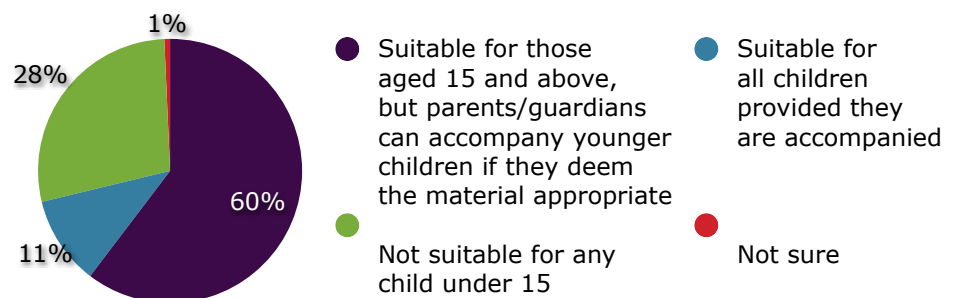 1%
28%
11%
60%
Suitable for those
aged 15 and above,
but parents/guardians
can accompany younger
children if they deem
the material appropriate
Suitable for
all children
provided they
are accompanied
Not suitable for any
child under 15
Not sure